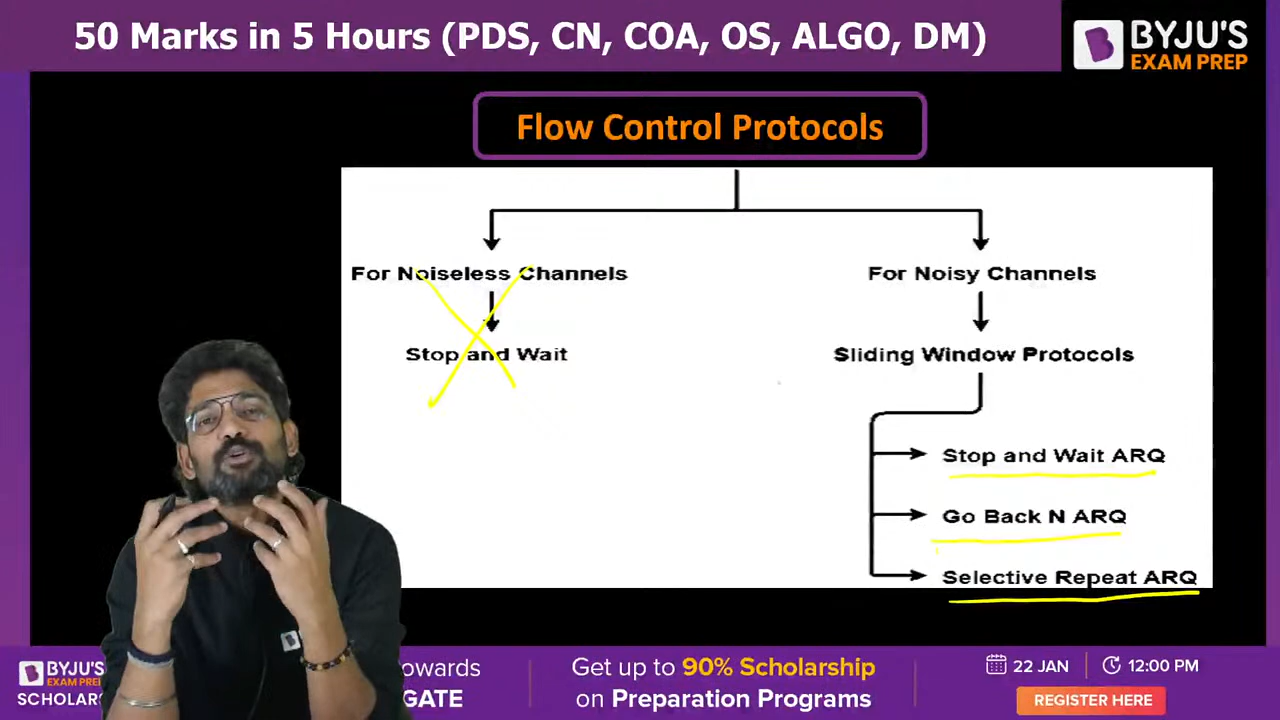 50 Marks in 5 Hours (PDS, CN, COA, OS, ALGO, DM)
BYJU'S
EXAM PREP
Flow Control Protocols
For Noiseless Channels
For Noisy Channels
Stop and Wait
Sliding Window Protocols
Stop and Wait ARQ
Go Back N ARQ
Selective Repeat ARQ
BYJU'S
EXAM PREP
GATE
Get up to 90% Scholarship
on Preparation Programs
22 JAN
12:00 PM
REGISTER HERE